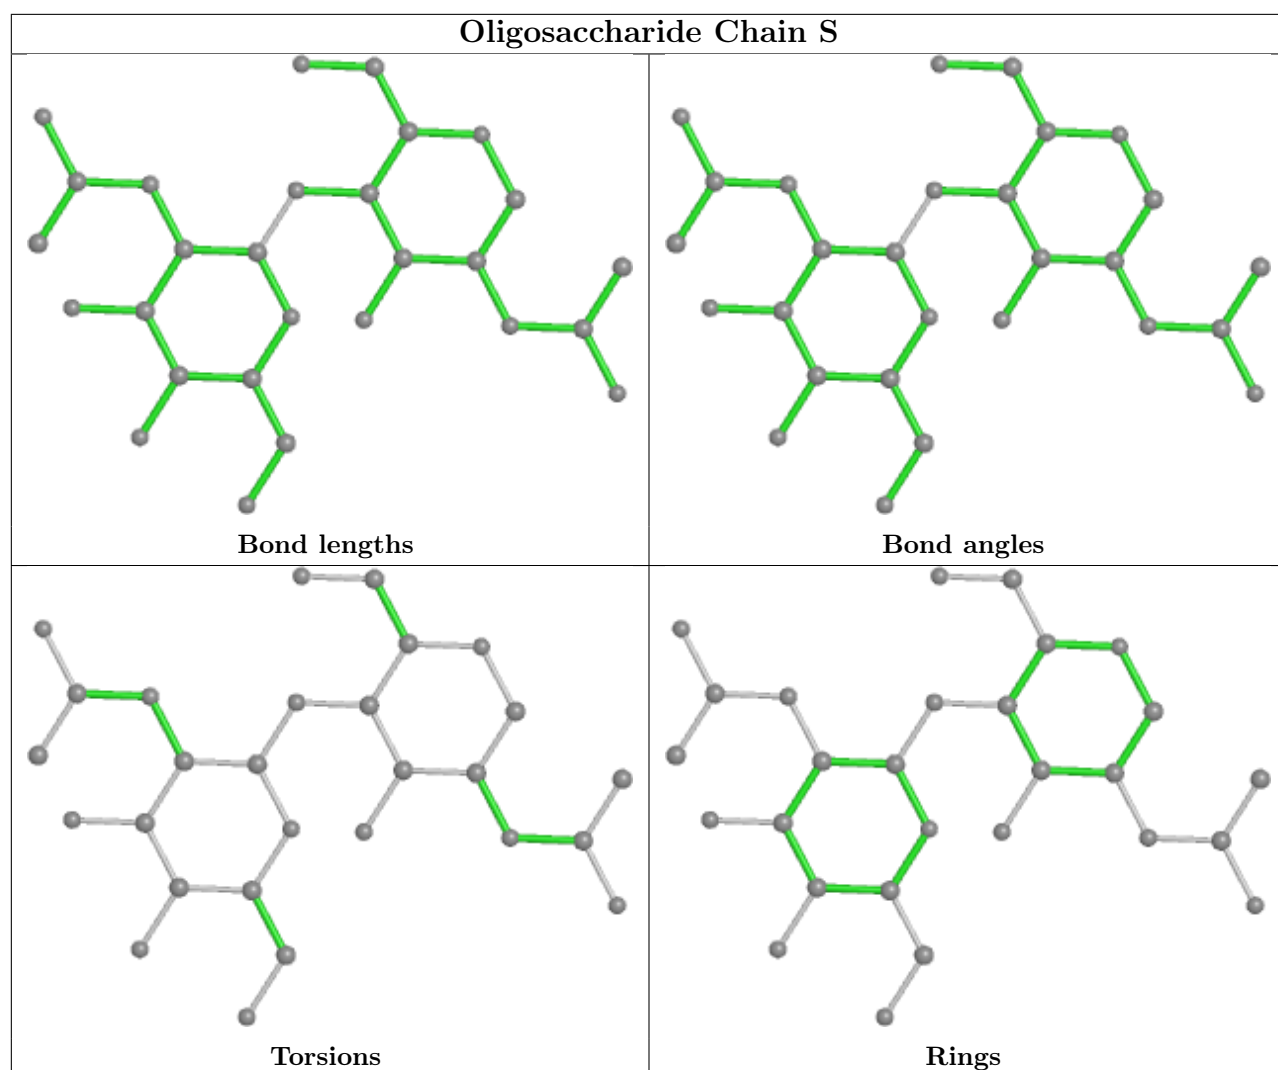 Oligosaccharide Chain S
Bond lengths
Bond angles
Torsions
Rings